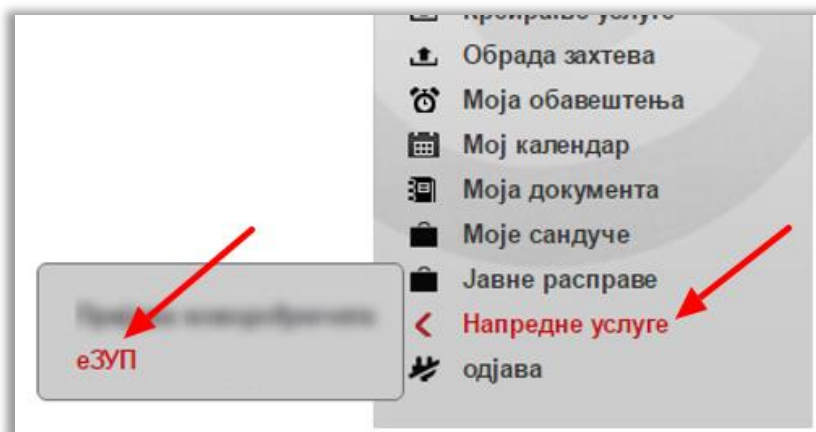 Обрада захтева
Моја обавештења
Мој календар
Моја документа
Моје сандуче
Јавне расправе
Напредне услуге
одјава
еЗУП